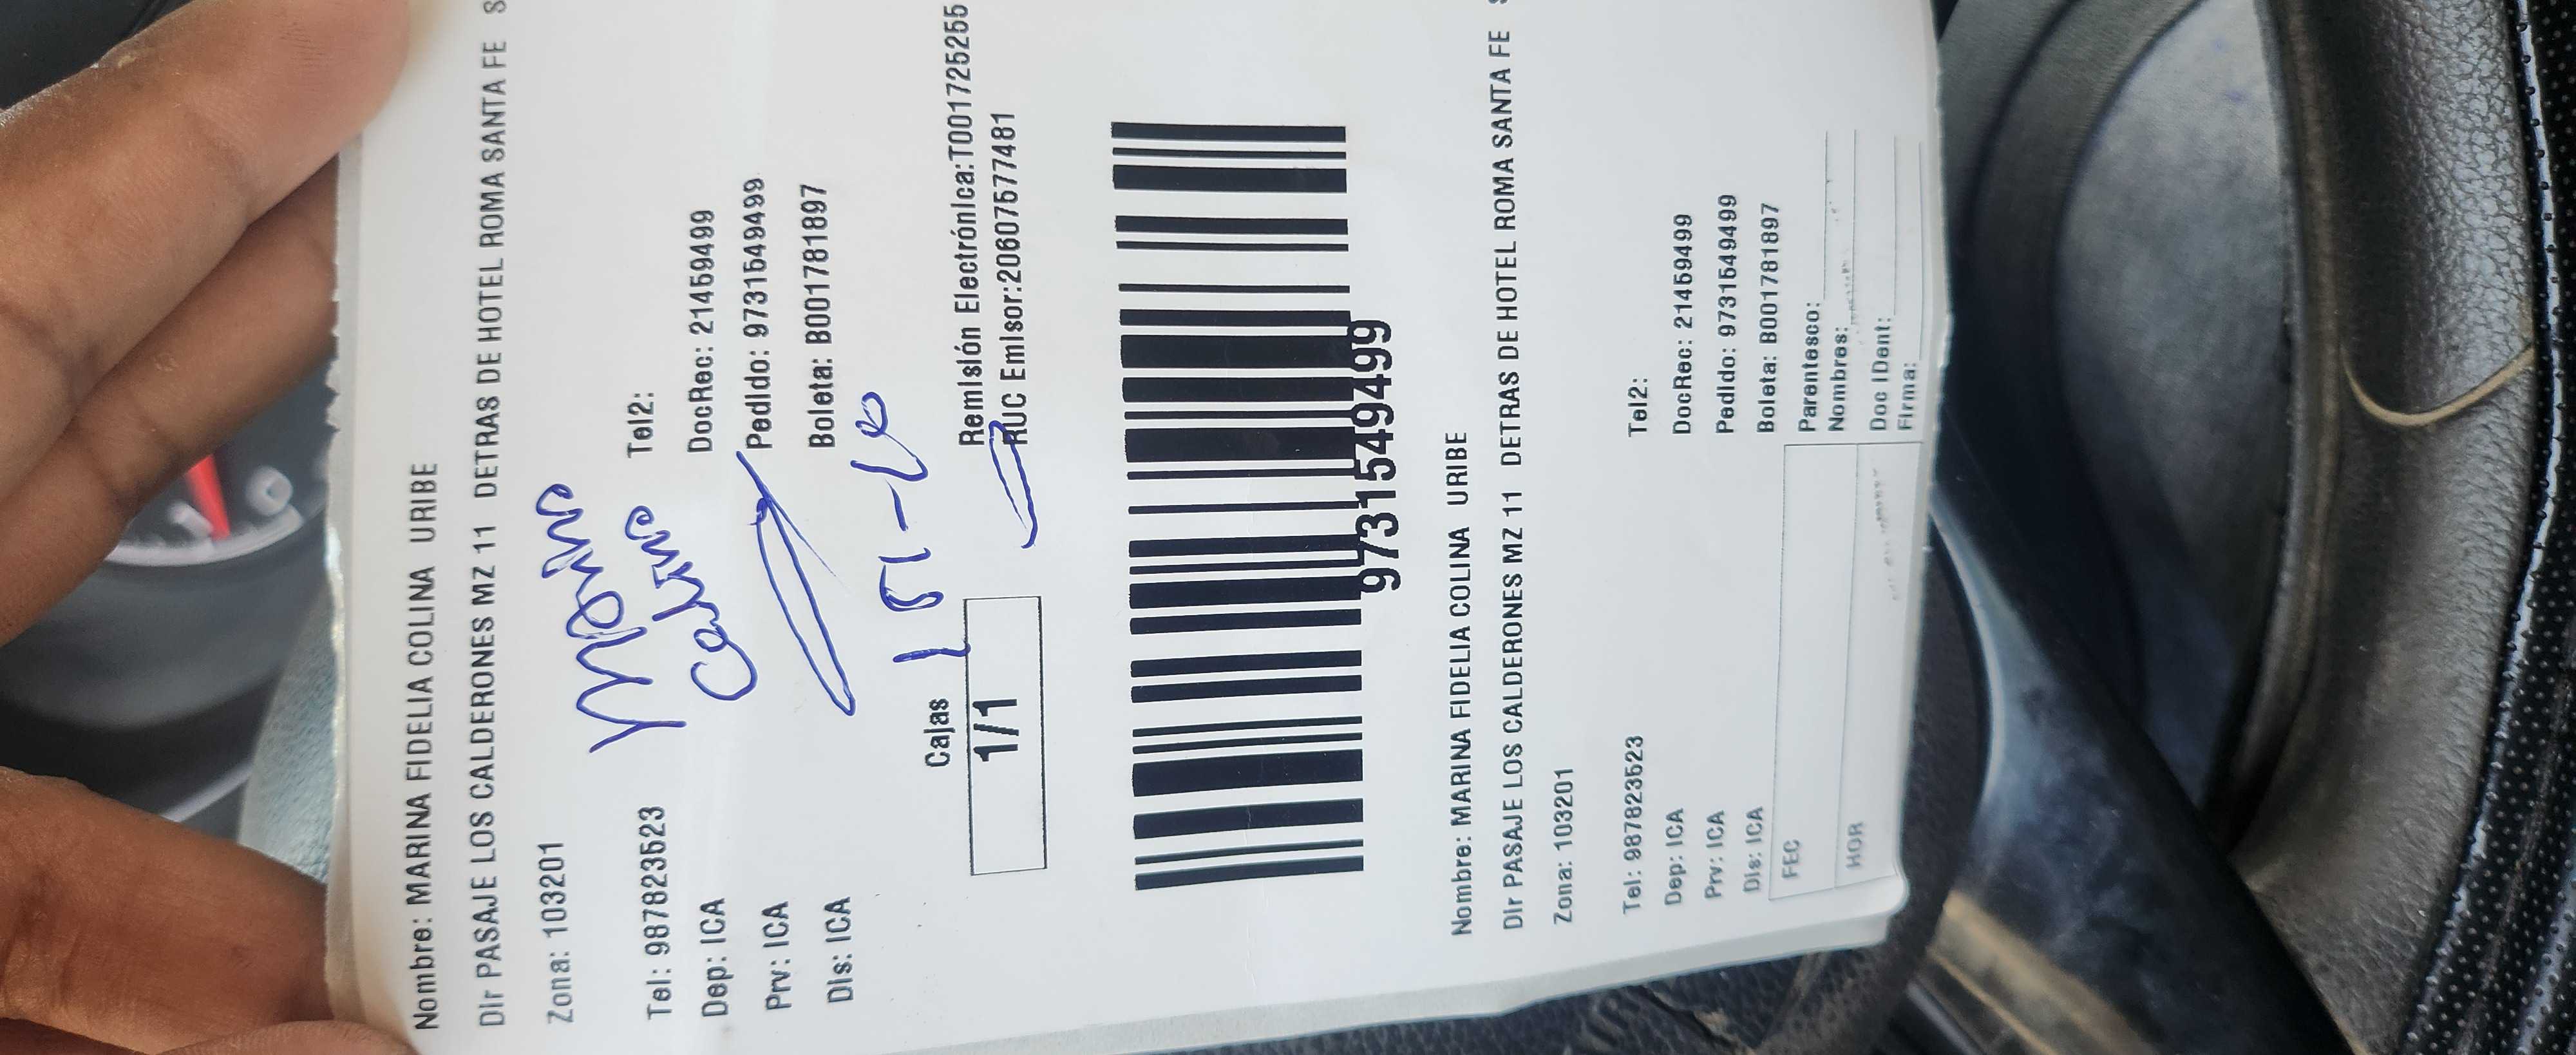 Nombre: MARINA FIDELIA COLINA URIBE
Dir PASAJE LOS CALDERONES MZ 11 DETRAS DE HOTEL ROMA SANTA FE
Zona: 103201
Tel: 987823523 Tel2:
Dep: ICA DocRec: 21459499
Prv: ICA Pedido: 9731549499
Dis: ICA Boleta: B001781897
Cajas
1/1
Remisión Electrónica:T001725255
RUC Emisor:20607577481
9731549499
Nombre: MARINA FIDELIA COLINA URIBE
Dir PASAJE LOS CALDERONES MZ 11 DETRAS DE HOTEL ROMA SANTA FE
Zona: 103201
Tel: 987823523 Tel2:
Dep: ICA DocRec: 21459499
Prv: ICA Pedido: 9731549499
Dis: ICA Boleta: B001781897
FEC Parentesco:
HOR Nombres:
Doc IDent:
Firma: